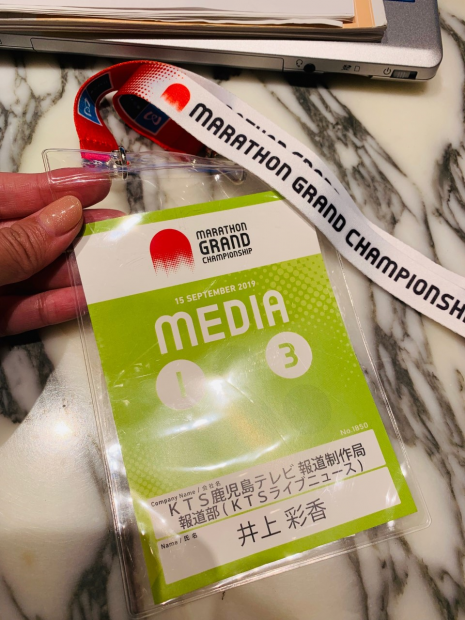 MARATHON GRAND CHAMPIONSHIP
MARATHON
GRAND
CHAMPIONSHIP
15 SEPTEMBER 2019
MEDIA
1 3
No.1850
Company Name / 会社名
KTS鹿児島テレビ 報道制作局
報道部(KTSライブニュース)
Name / 氏名
井上 彩香